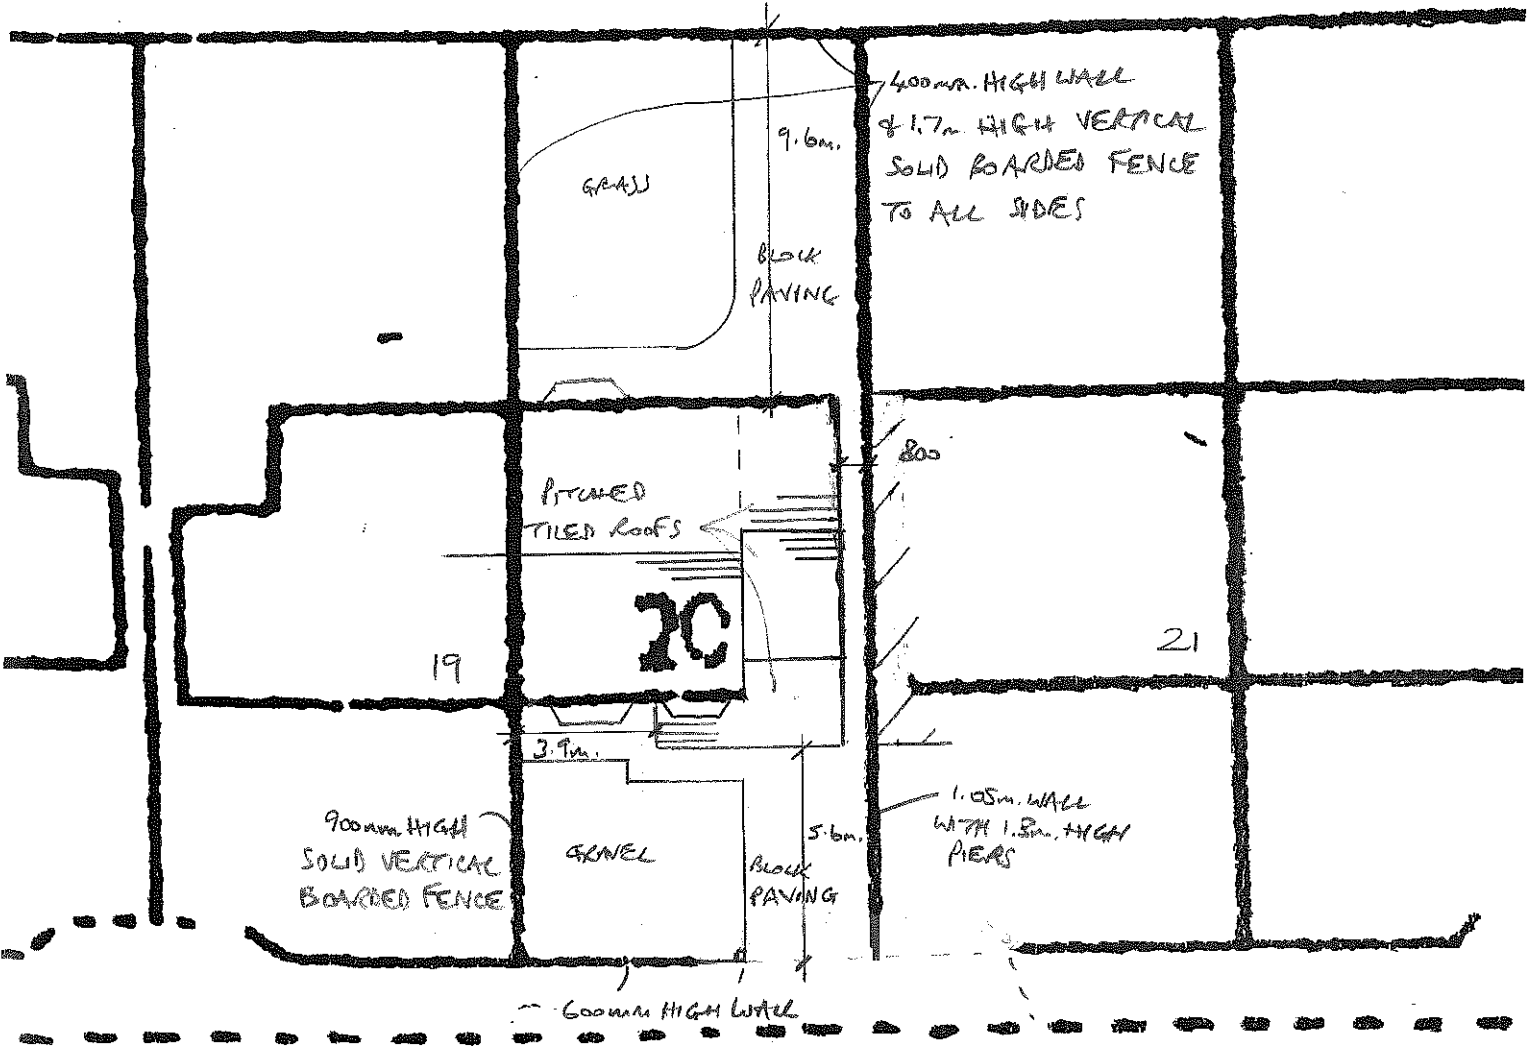 400mm. HIGH WALL
& 1.7m HIGH VERTICAL
SOLID BOARDED FENCE
TO ALL SIDES
9.6m.
GRASS
BLOCK
PAVING
800
PITCHED
TILED ROOFS
20
19
21
3.9m.
900mm HIGH
SOLID VERTICAL
BOARDED FENCE
GRAVEL
5.6m.
BLOCK
PAVING
1.05m. WALL
WITH 1.3m. HIGH
PIERS
600mm HIGH WALL